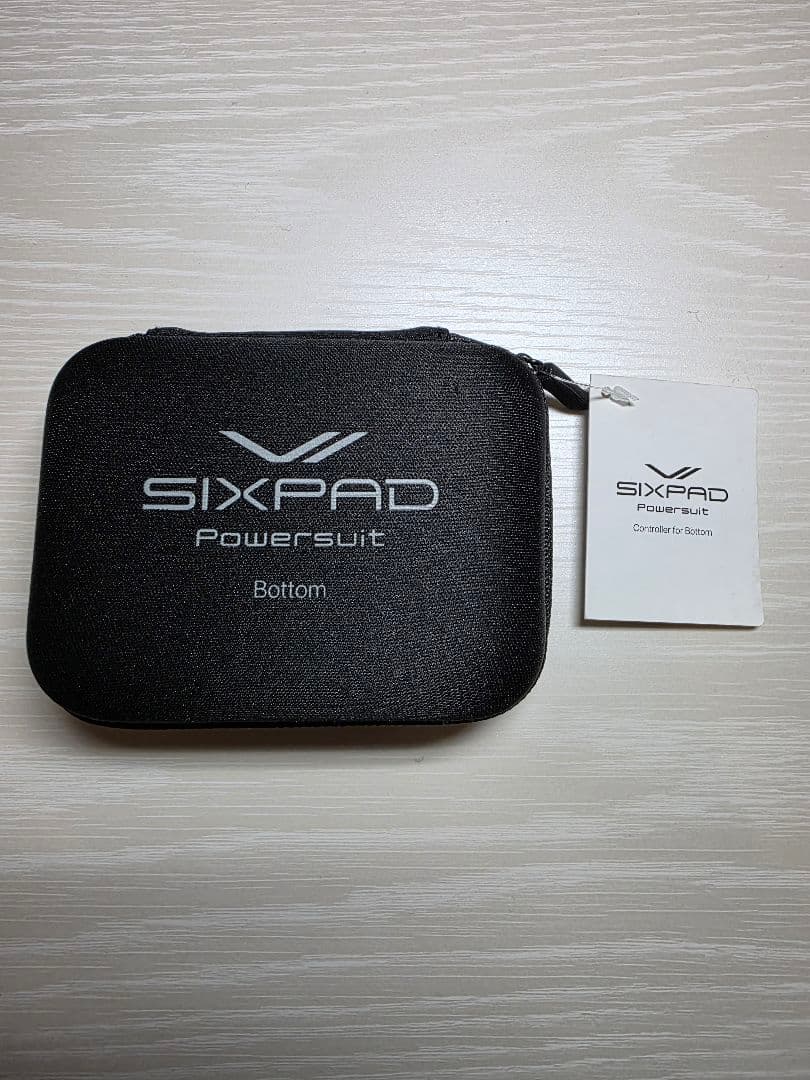 SIXPAD
Powersuit
Bottom
SIXPAD
Powersuit
Controller for Bottom